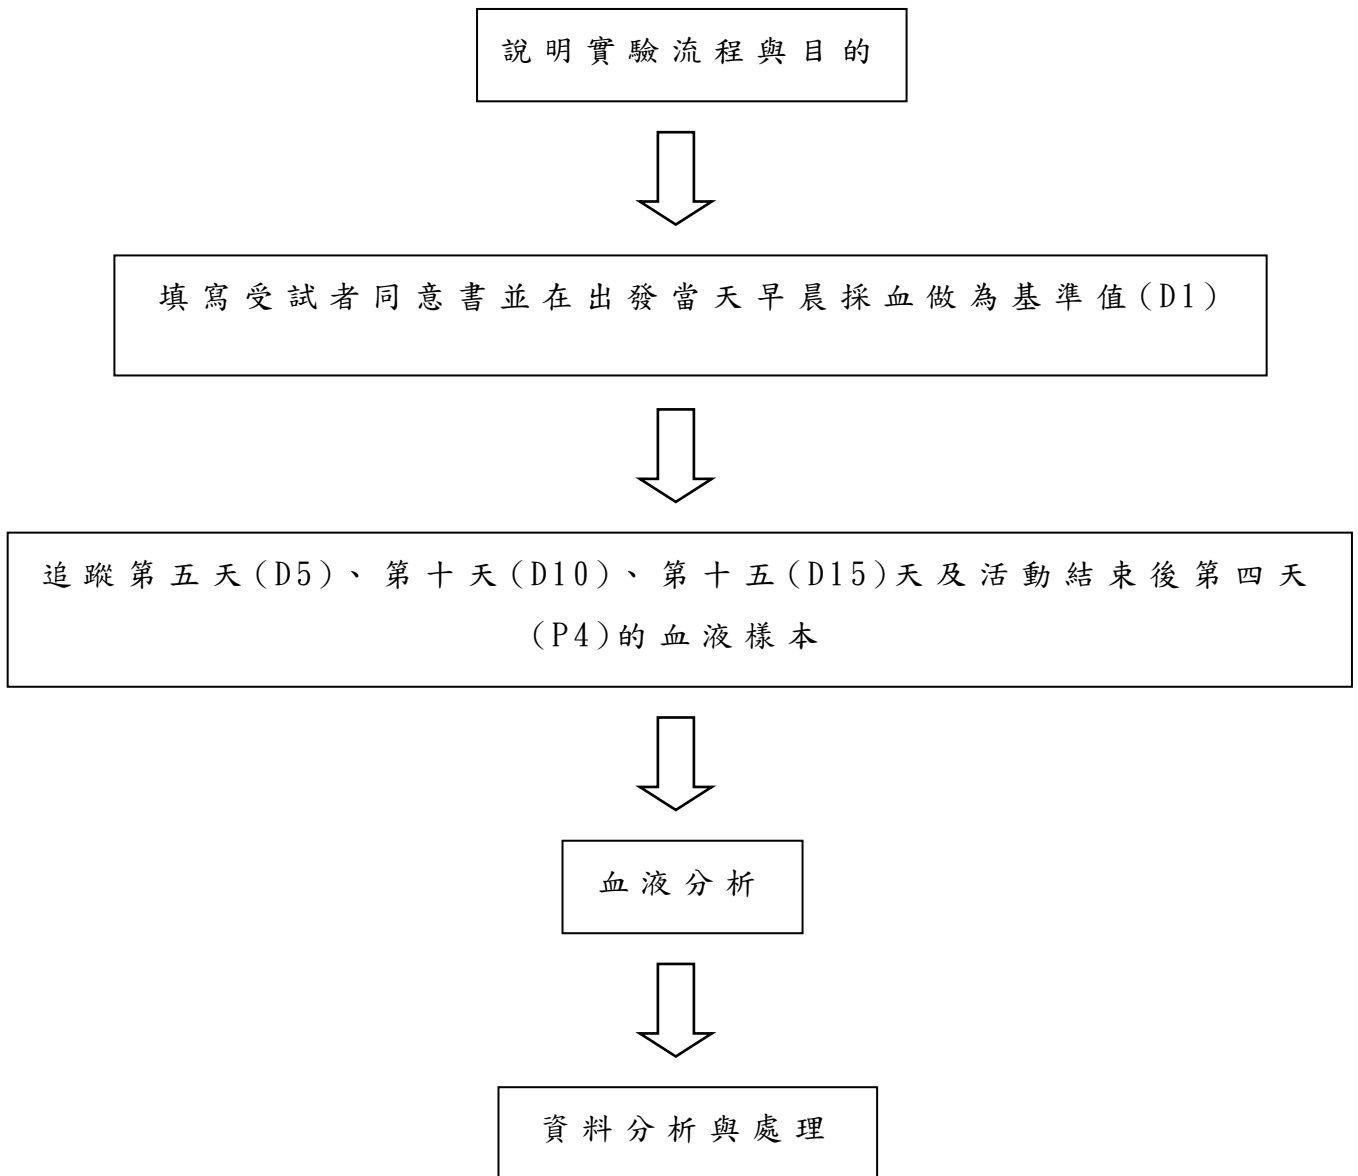 說明實驗流程與目的
填寫受試者同意書並在出發當天早晨採血做為基準值(D1)
追蹤第五天(D5)、第十天(D10)、第十五(D15)天及活動結束後第四天
(P4)的血液樣本
血液分析
資料分析與處理